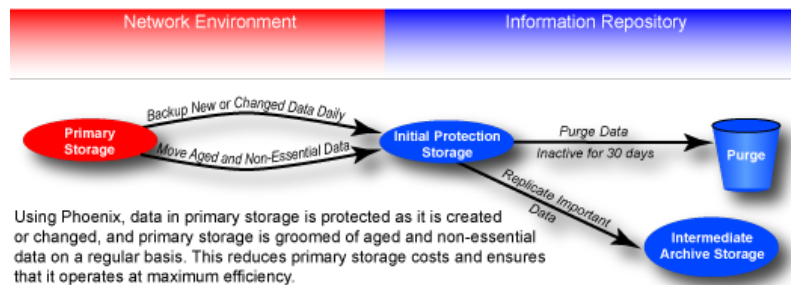 Network Environment
Information Repository
Backup New or Changed Data Daily
Primary
Storage
Move Aged and Non-Essential Data
Initial Protection
Storage
Purge Data
Inactive for 30 days
Purge
Replicate Important
Data
Intermediate
Archive Storage
Using Phoenix, data in primary storage is protected as it is created
or changed, and primary storage is groomed of aged and non-essential
data on a regular basis. This reduces primary storage costs and ensures
that it operates at maximum efficiency.